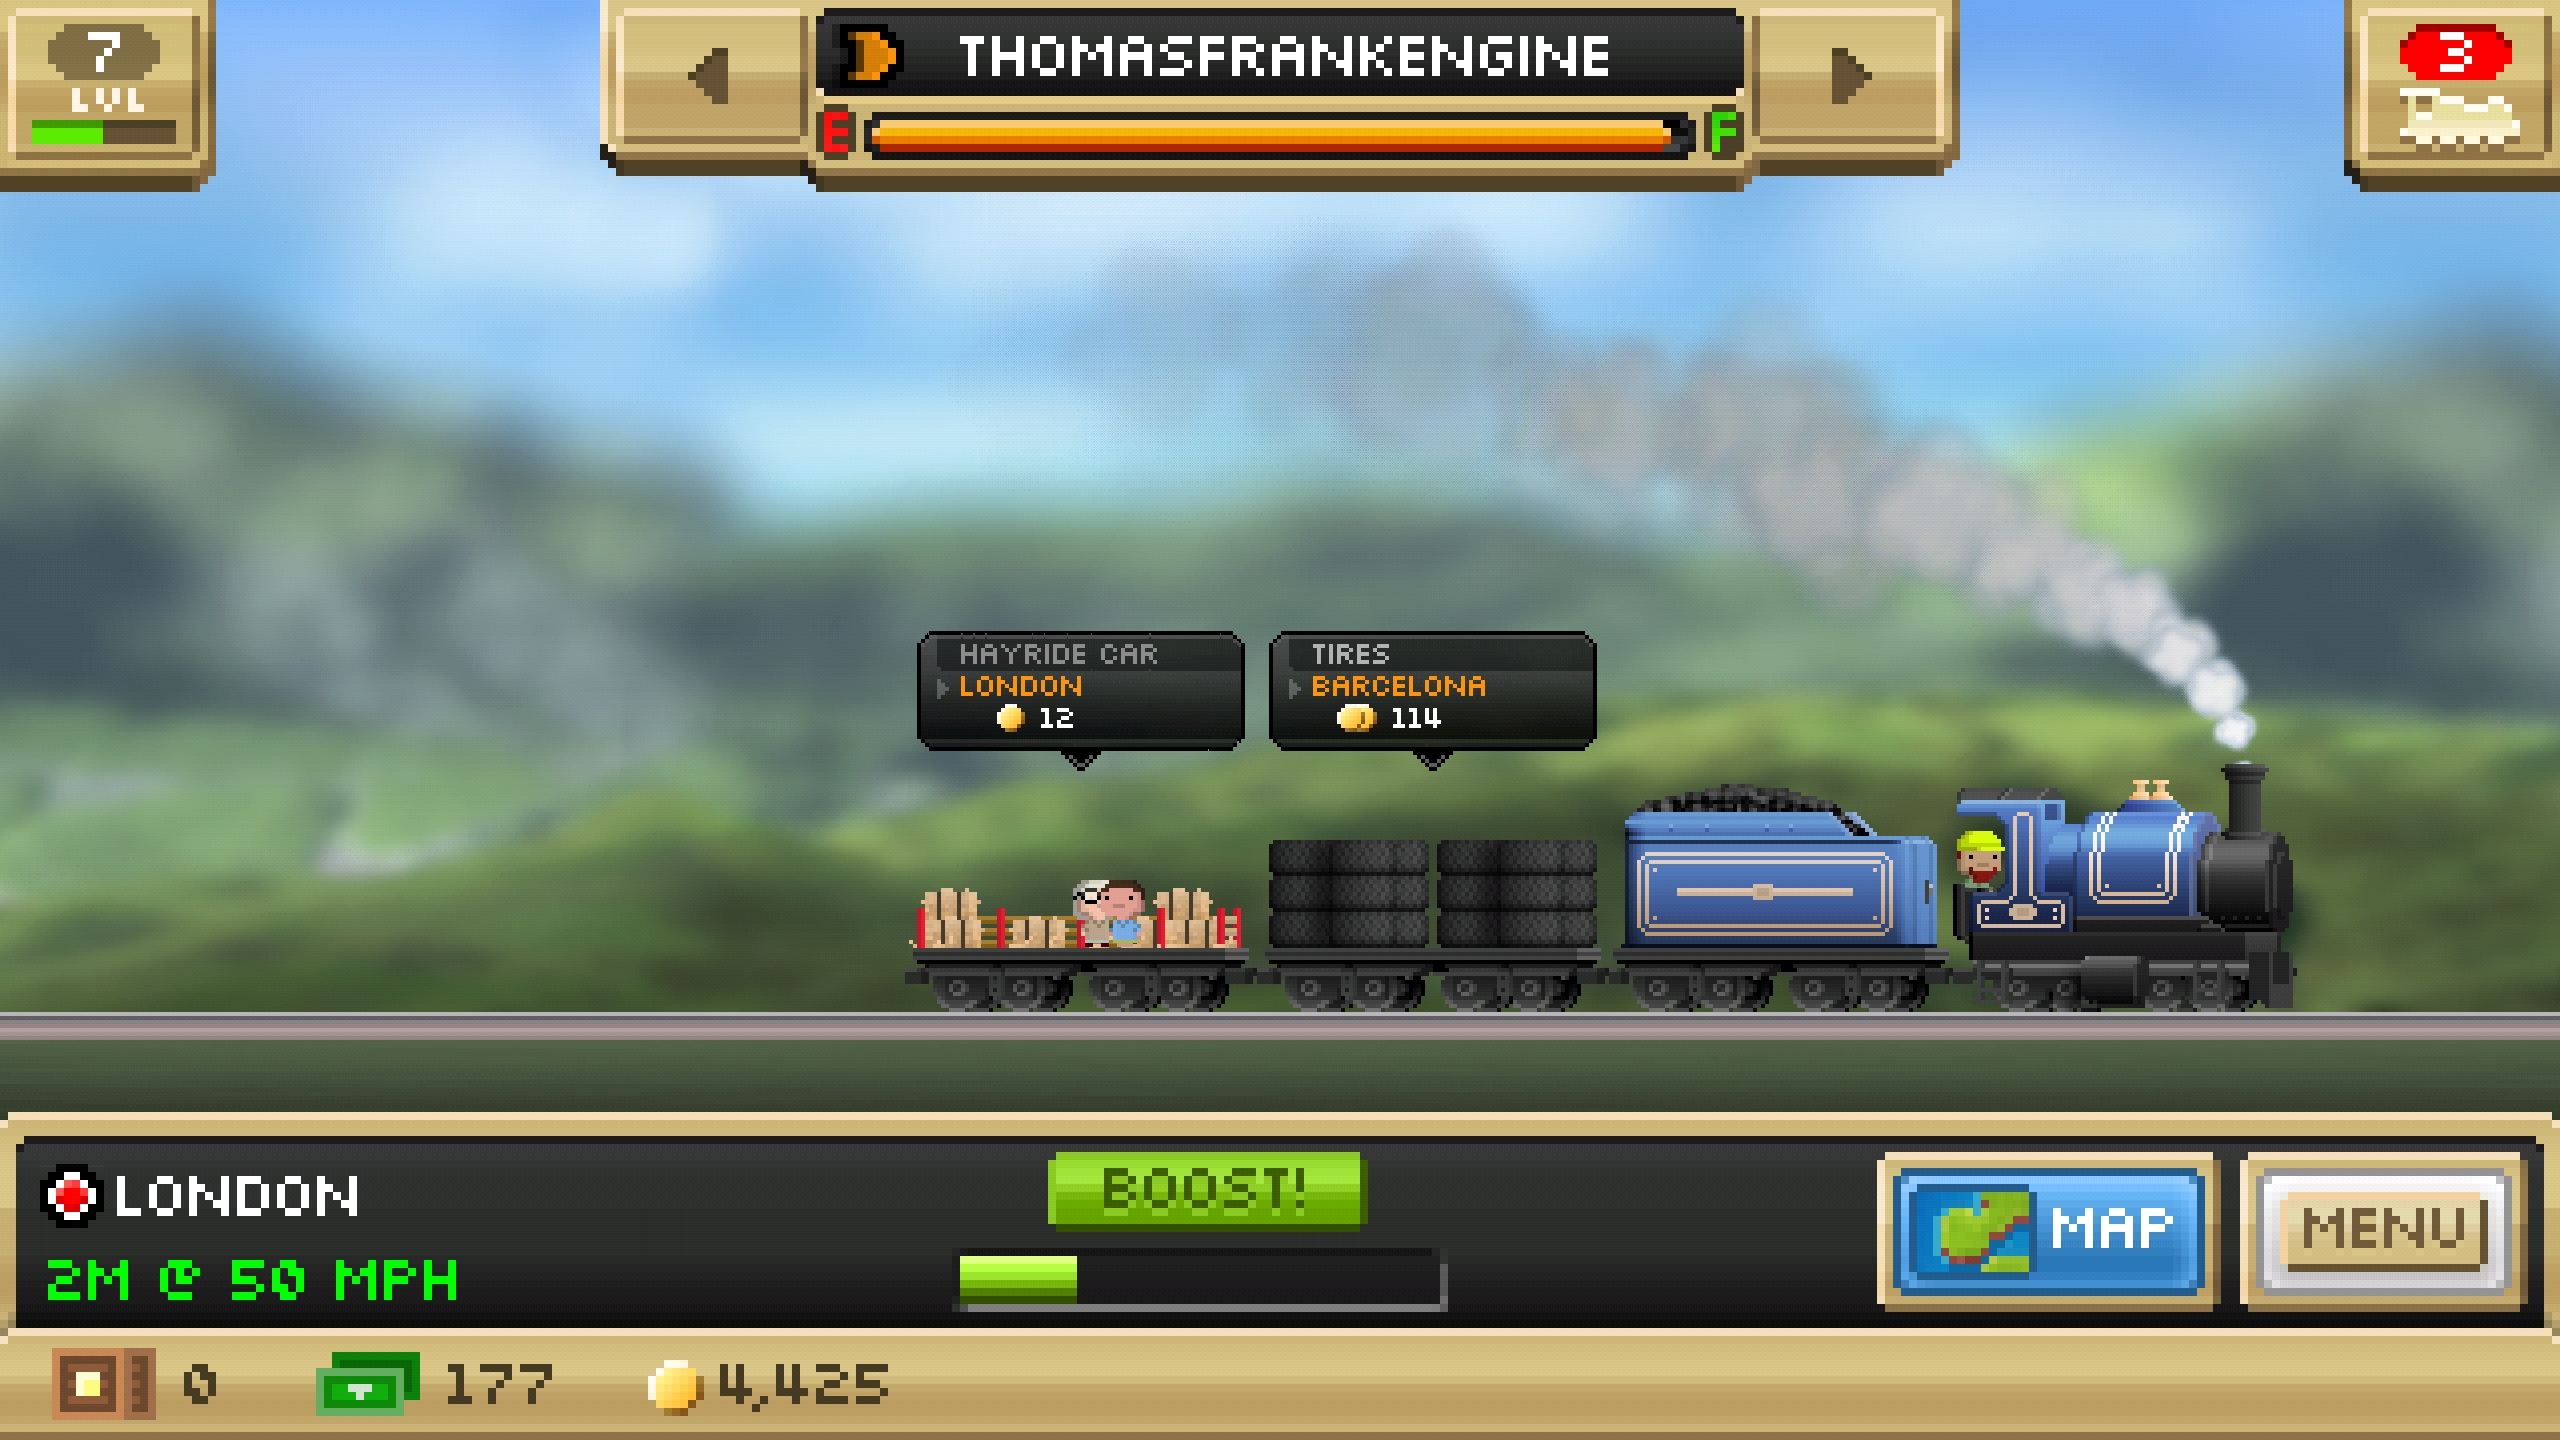 7
LVL
THOMASFRANKENGINE
E
F
3
HAYRIDE CAR
LONDON
12
TIRES
BARCELONA
114
LONDON
2M @ 50 MPH
BOOST!
MAP
MENU
0
177
4,425